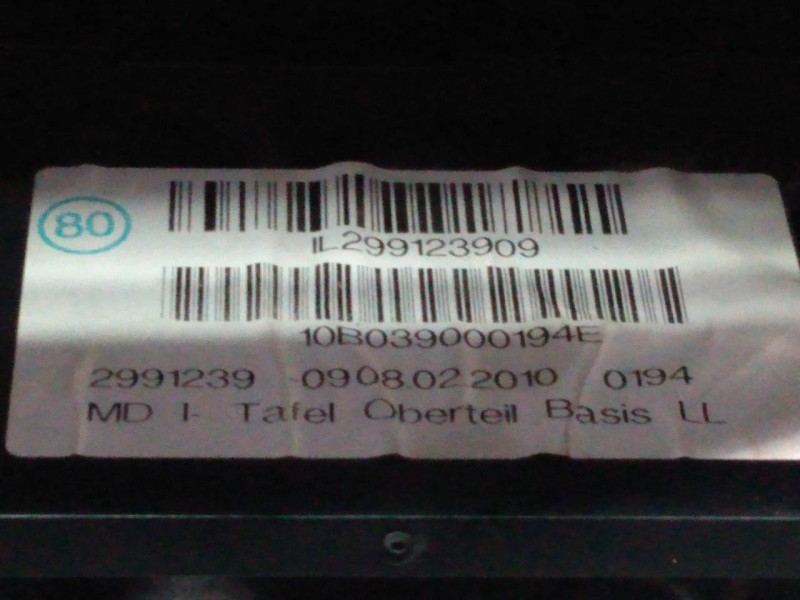 80
IL299123909
10B039000194E
2991239 -09 08.02.2010 0194
MD I- Tafel Oberteil Basis LL